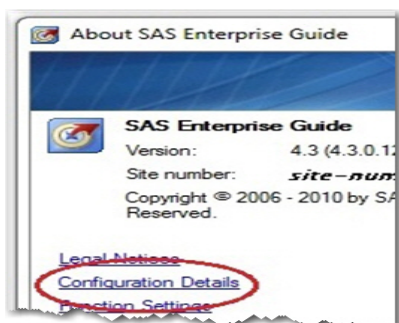 About SAS Enterprise Guide
SAS Enterprise Guide
Version: 4.3 (4.3.0.12
Site number: site-num
Copyright © 2006 - 2010 by SA
Reserved.
Legal Notices
Configuration Details
Function Settings